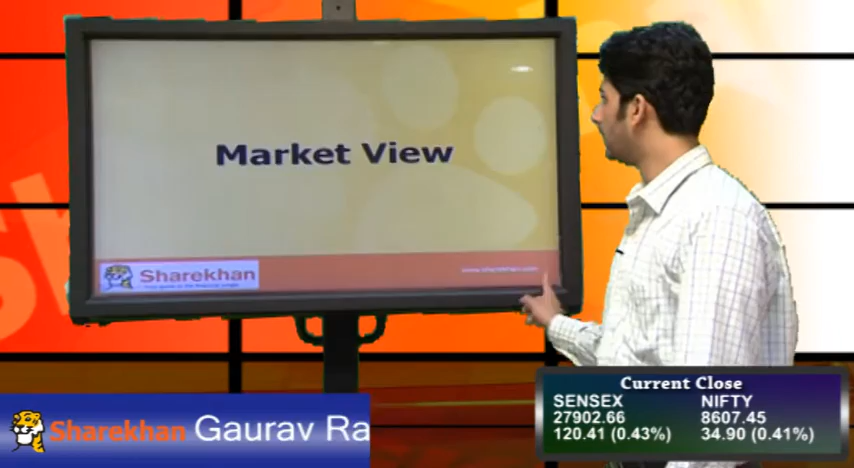 Market View
Sharekhan
www.sharekhan.com
Current Close
SENSEX NIFTY
27902.66 8607.45
120.41 (0.43%) 34.90 (0.41%)
Sharekhan Gaurav Ra